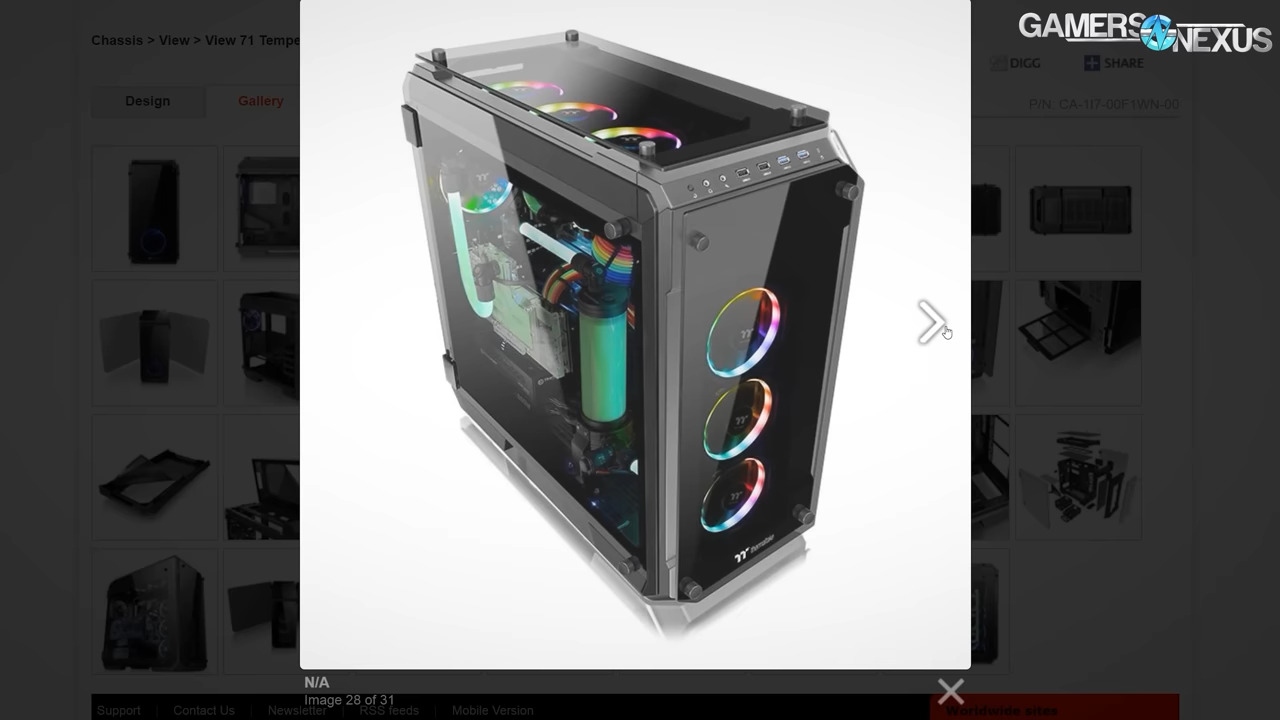 GAMERS NEXUS
Chassis > View > View 71 Tempe
DIGG
SHARE
Design
Gallery
P/N: CA-1I7-00F1WN-00
thermaltake
N/A
Image 28 of 31
Support
Contact Us
Newsletter
RSS feeds
Mobile Version
Worldwide sites